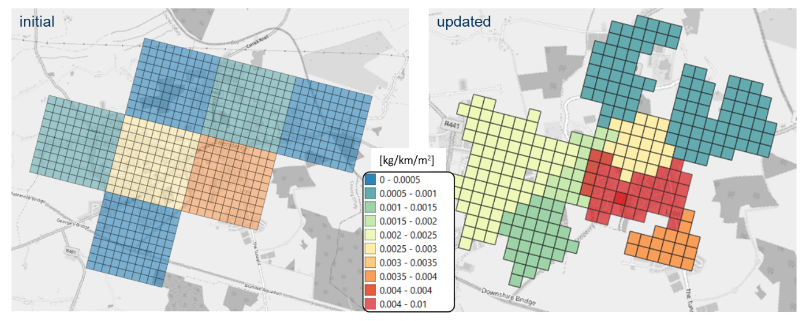 initial
updated
R441
[kg/km/m²]
0 - 0.0005
0.0005 - 0.001
0.001 - 0.0015
0.0015 - 0.002
0.002 - 0.0025
0.0025 - 0.003
0.003 - 0.0035
0.0035 - 0.004
0.004 - 0.004
0.004 - 0.01
Downshire Bridge